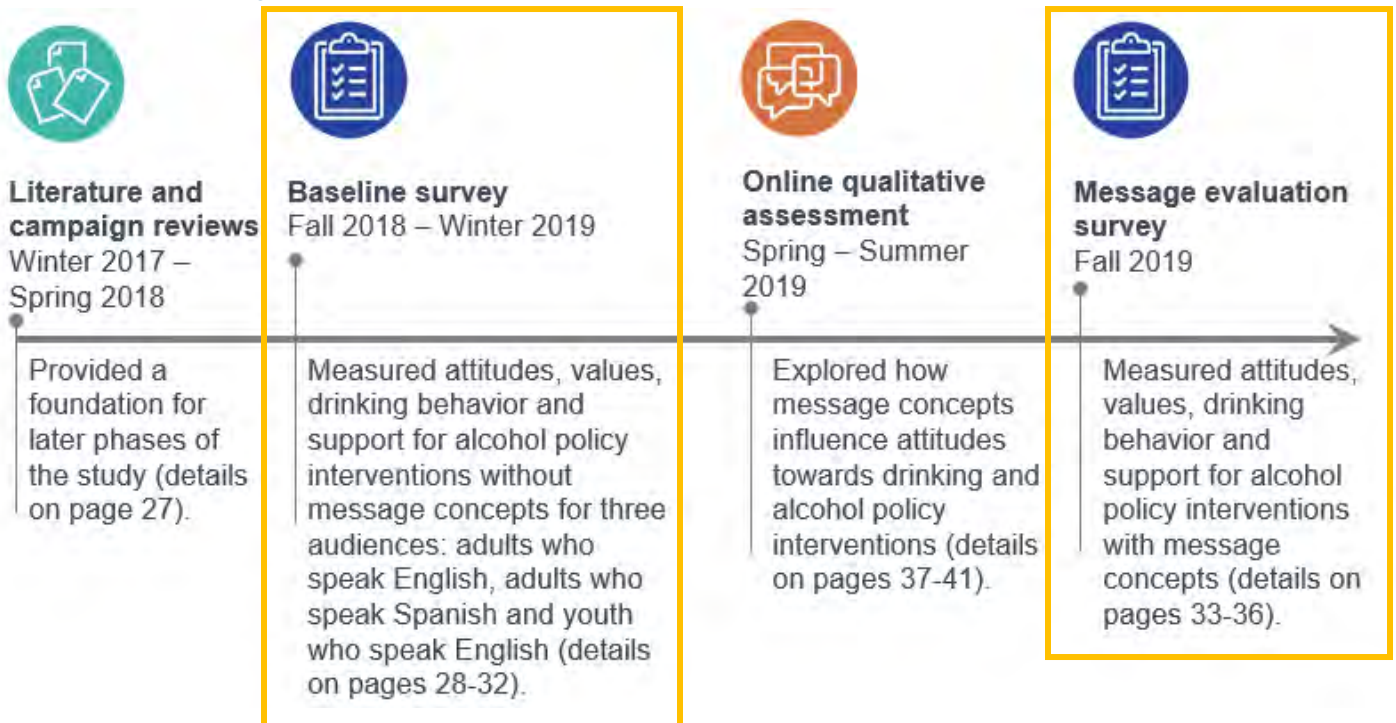 Literature and
campaign reviews
Winter 2017 –
Spring 2018
Provided a
foundation for
later phases of
the study (details
on page 27).
Baseline survey
Fall 2018 – Winter 2019
Measured attitudes, values,
drinking behavior and
support for alcohol policy
interventions without
message concepts for three
audiences: adults who
speak English, adults who
speak Spanish and youth
who speak English (details
on pages 28-32).
Online qualitative
assessment
Spring – Summer
2019
Explored how
message concepts
influence attitudes
towards drinking and
alcohol policy
interventions (details
on pages 37-41).
Message evaluation
survey
Fall 2019
Measured attitudes,
values, drinking
behavior and
support for alcohol
policy interventions
with message
concepts (details on
pages 33-36).